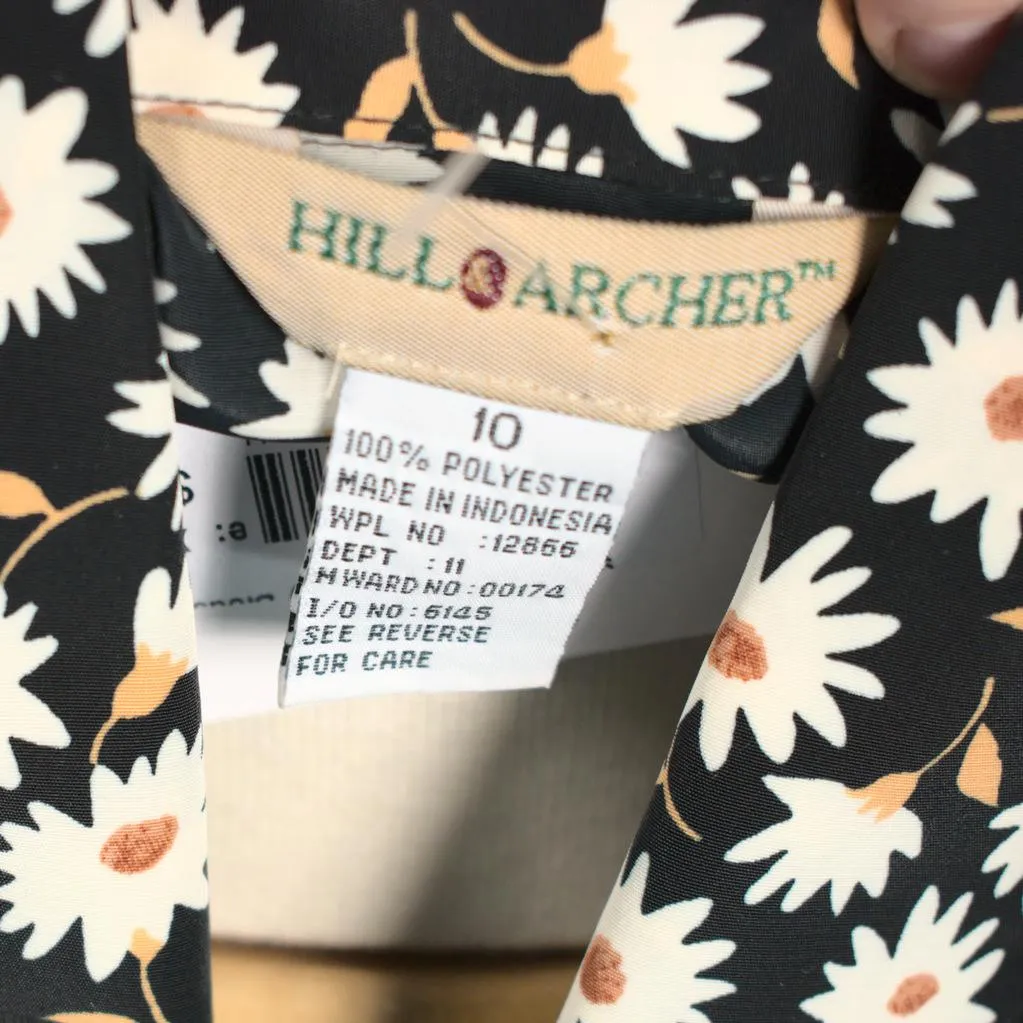 HILL & ARCHER™
10
100% POLYESTER
MADE IN INDONESIA
WPL NO :12866
DEPT :11
MWARD NO:00174
I/O NO:6145
SEE REVERSE
FOR CARE